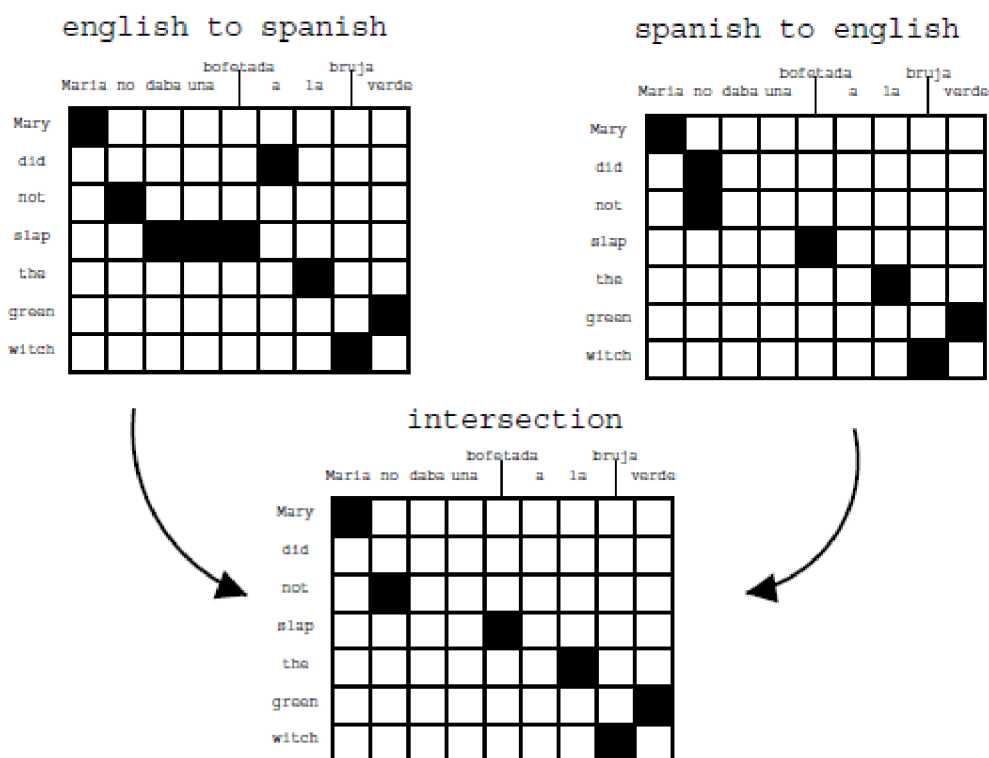 english to spanish
bofetada bruja
Maria no daba una a la verde
Mary
did
not
slap
the
green
witch
spanish to english
bofetada bruja
Maria no daba una a la verde
Mary
did
not
slap
the
green
witch
intersection
bofetada bruja
Maria no daba una a la verde
Mary
did
not
slap
the
green
witch